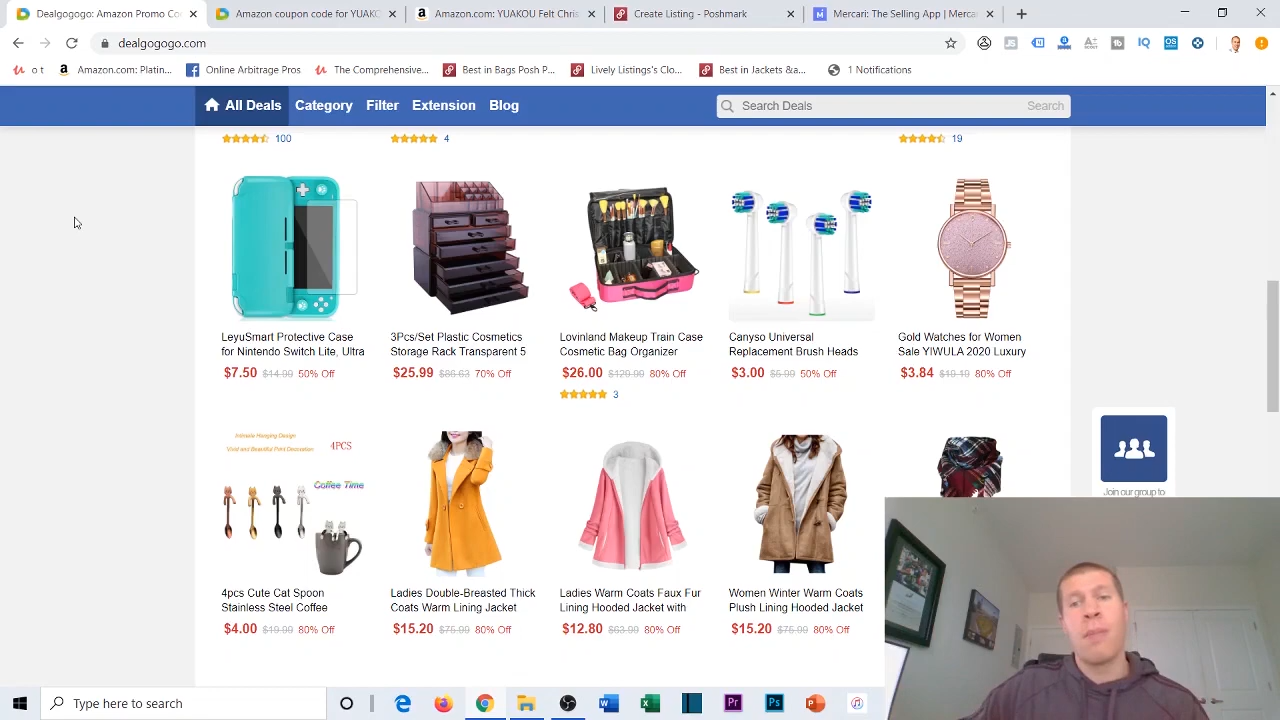 Dealgogogo: Amazon Promo Co
Amazon coupon code for YUAKO
Amazon.com: YUAKOU Felt Chris
Create Listing - Poshmark
Mercari: The Selling App | Merca
dealgogogo.com
o t
Amazon.com: Platin...
Online Arbitrage Pros
The Comprehensive...
Best in Bags Posh P...
Lively Listings's Clo...
Best in Jackets &a...
1 Notifications
All Deals
Category
Filter
Extension
Blog
Search Deals
Search
100
4
19
LeyuSmart Protective Case
for Nintendo Switch Lite, Ultra
$7.50 $14.99 50% Off
3Pcs/Set Plastic Cosmetics
Storage Rack Transparent 5
$25.99 $86.63 70% Off
Lovinland Makeup Train Case
Cosmetic Bag Organizer
$26.00 $129.99 80% Off
3
Canyso Universal
Replacement Brush Heads
$3.00 $5.99 50% Off
Gold Watches for Women
Sale YIWULA 2020 Luxury
$3.84 $19.19 80% Off
Vivid and Beautiful Point Decoration
4PCS
Coffee Time
4pcs Cute Cat Spoon
Stainless Steel Coffee
$4.00 $19.99 80% Off
Ladies Double-Breasted Thick
Coats Warm Lining Jacket
$15.20 $75.99 80% Off
Ladies Warm Coats Faux Fur
Lining Hooded Jacket with
$12.80 $63.99 80% Off
Women Winter Warm Coats
Plush Lining Hooded Jacket
$15.20 $75.99 80% Off
Join our group to
Type here to search